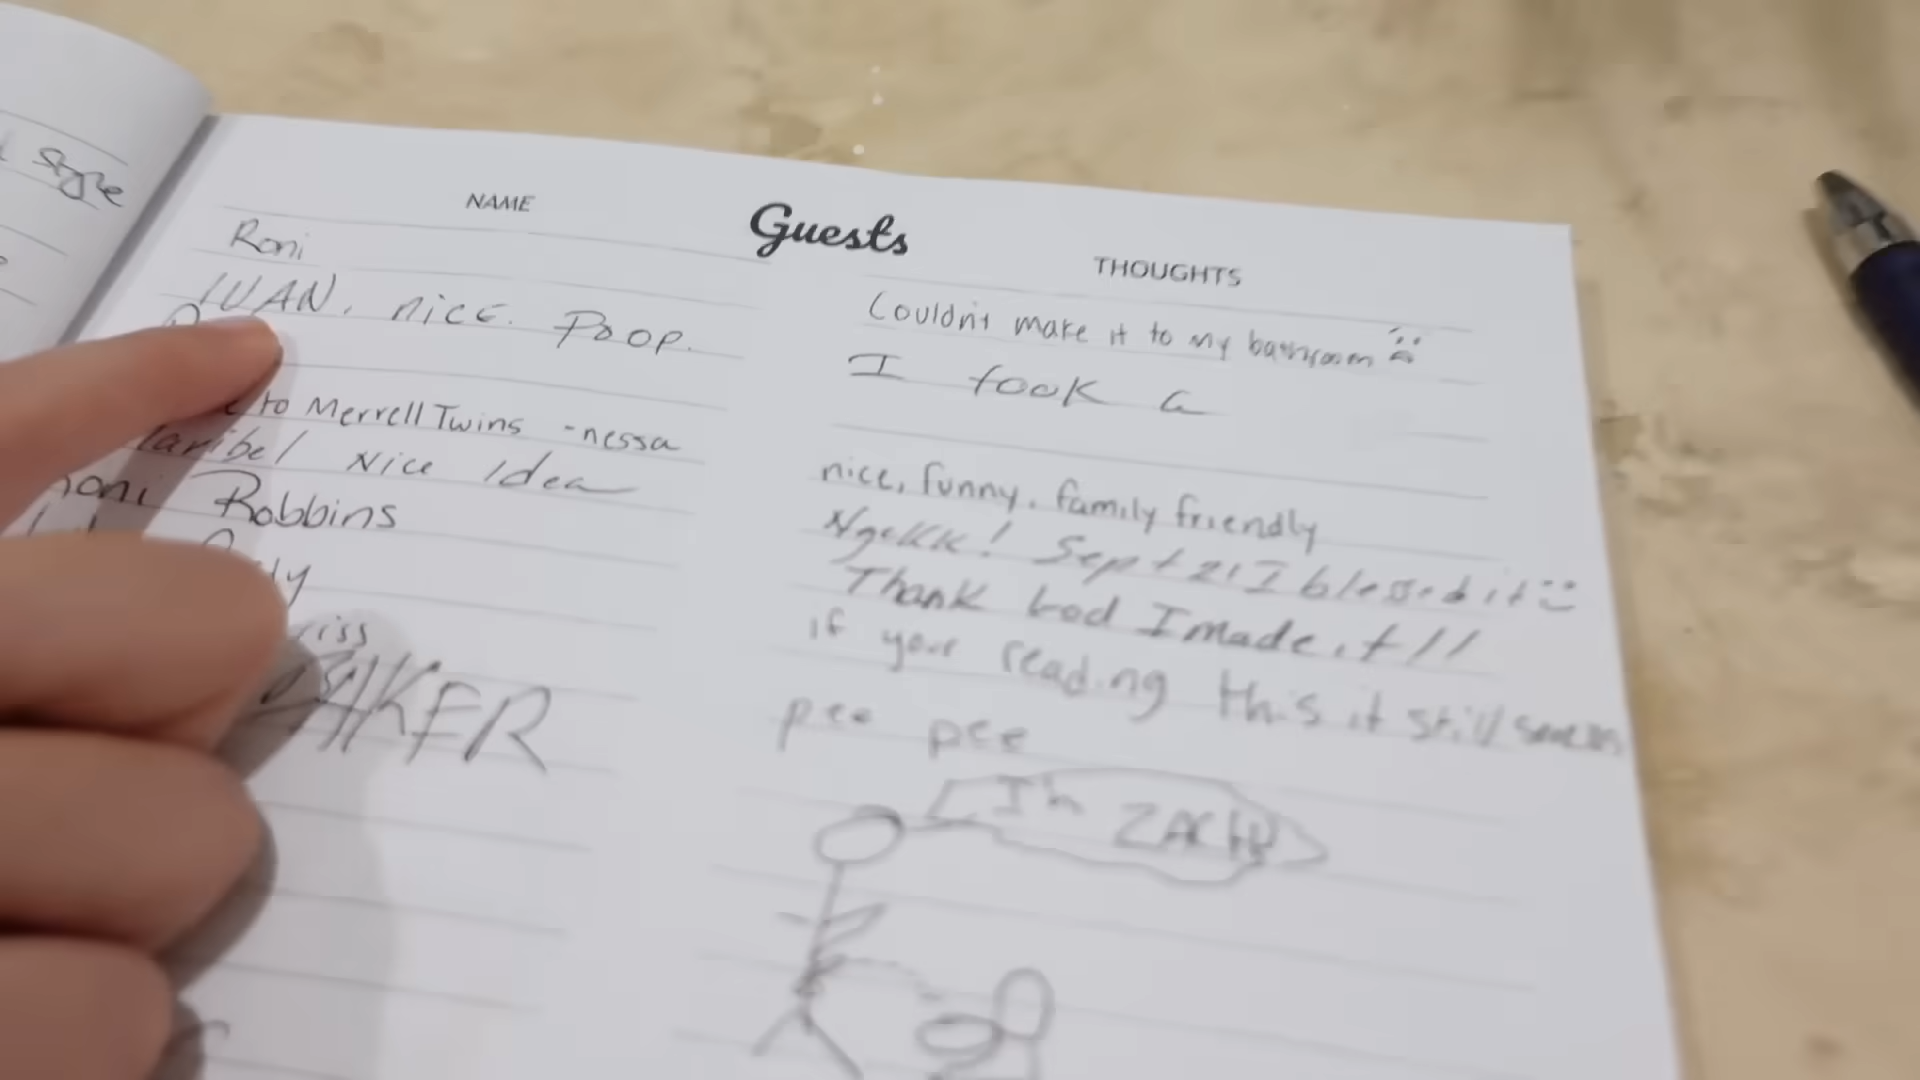 Style
NAME
Guests
THOUGHTS
Roni
Couldn't make it to my bathroom
IUAN. nice. Poop.
I took a
to Merrell Twins -nessa
nice, funny, family friendly
Nice Idea
Ngekk! Sept 21 I blessed it
Robbins
Thank God I made it!!
if your reading this it still
pee pee
I'm ZACH